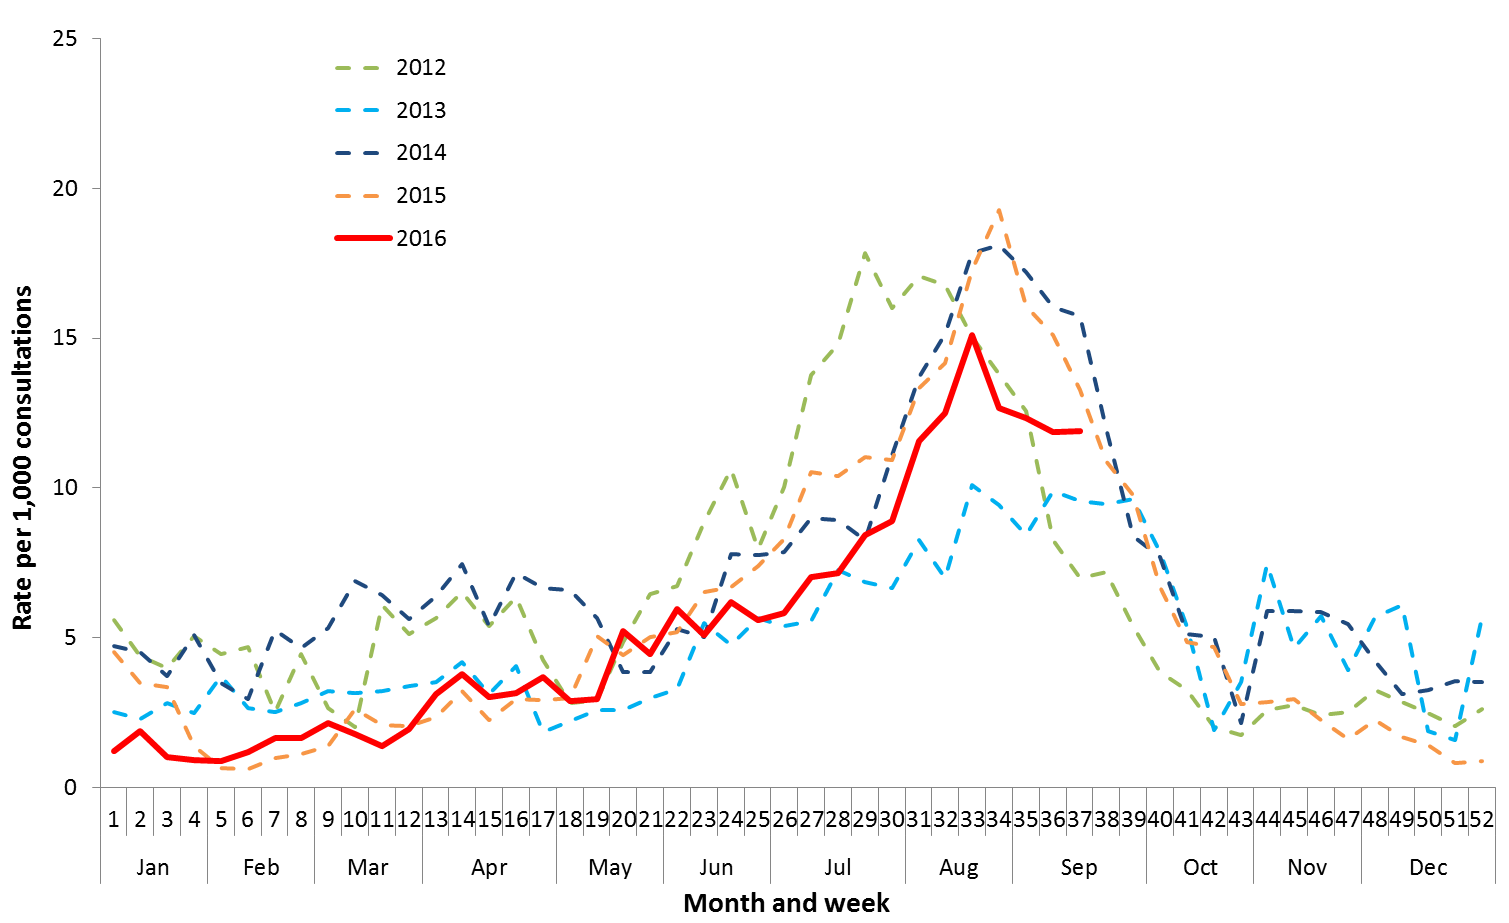 25
20
15
10
5
0
Rate per 1,000 consultations
2012
2013
2014
2015
2016
1 2 3 4 5 6 7 8 9 10 11 12 13 14 15 16 17 18 19 20 21 22 23 24 25 26 27 28 29 30 31 32 33 34 35 36 37 38 39 40 41 42 43 44 45 46 47 48 49 50 51 52
Jan Feb Mar Apr May Jun Jul Aug Sep Oct Nov Dec
Month and week